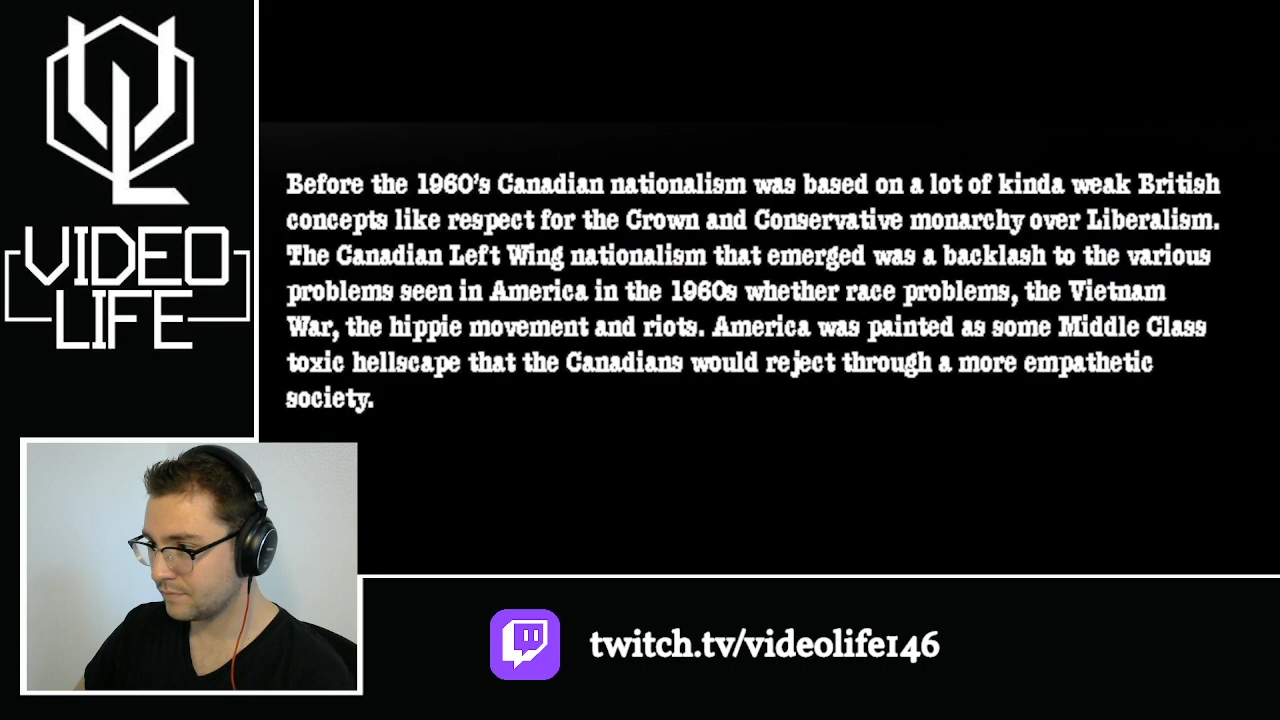 VIDEO
LIFE
Before the 1960's Canadian nationalism was based on a lot of kinda weak British
concepts like respect for the Crown and Conservative monarchy over Liberalism.
The Canadian Left Wing nationalism that emerged was a backlash to the various
problems seen in America in the 1960s whether race problems, the Vietnam
War, the hippie movement and riots. America was painted as some Middle Class
toxic hellscape that the Canadians would reject through a more empathetic
society.
twitch.tv/videolife146